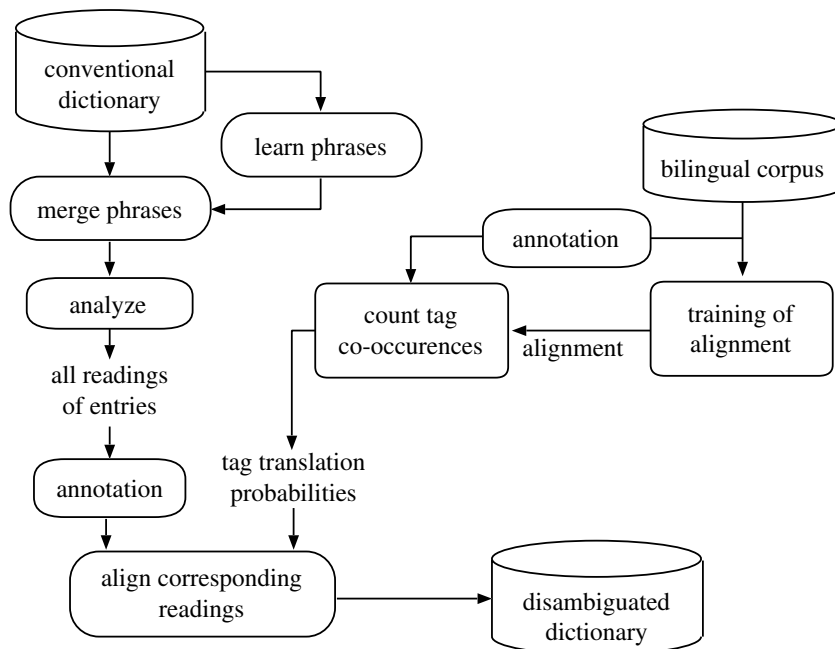 conventional
dictionary
learn phrases
bilingual corpus
merge phrases
annotation
analyze
count tag
co-occurences
alignment
training of
alignment
all readings
of entries
tag translation
probabilities
annotation
align corresponding
readings
disambiguated
dictionary